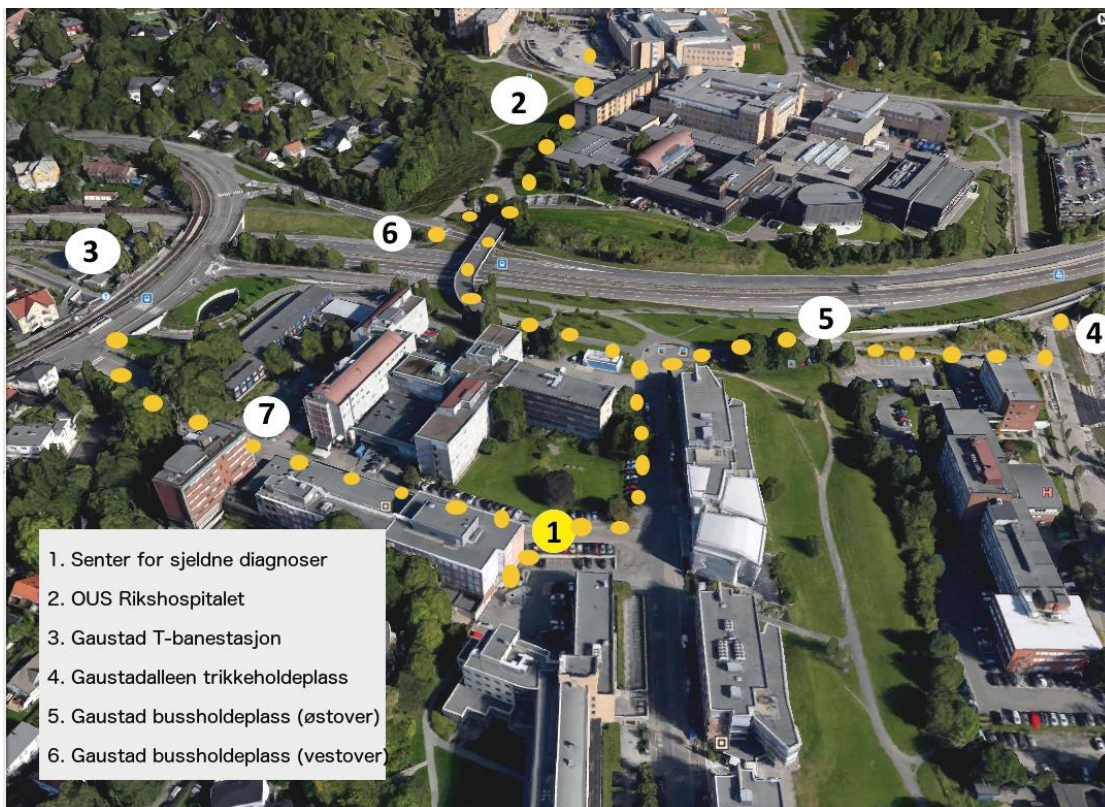 2
6
3
5
4
7
1
H
1. Senter for sjeldne diagnoser
2. OUS Rikshospitalet
3. Gaustad T-banestasjon
4. Gaustadalleen trikkeholdeplass
5. Gaustad bussholdeplass (østover)
6. Gaustad bussholdeplass (vestover)